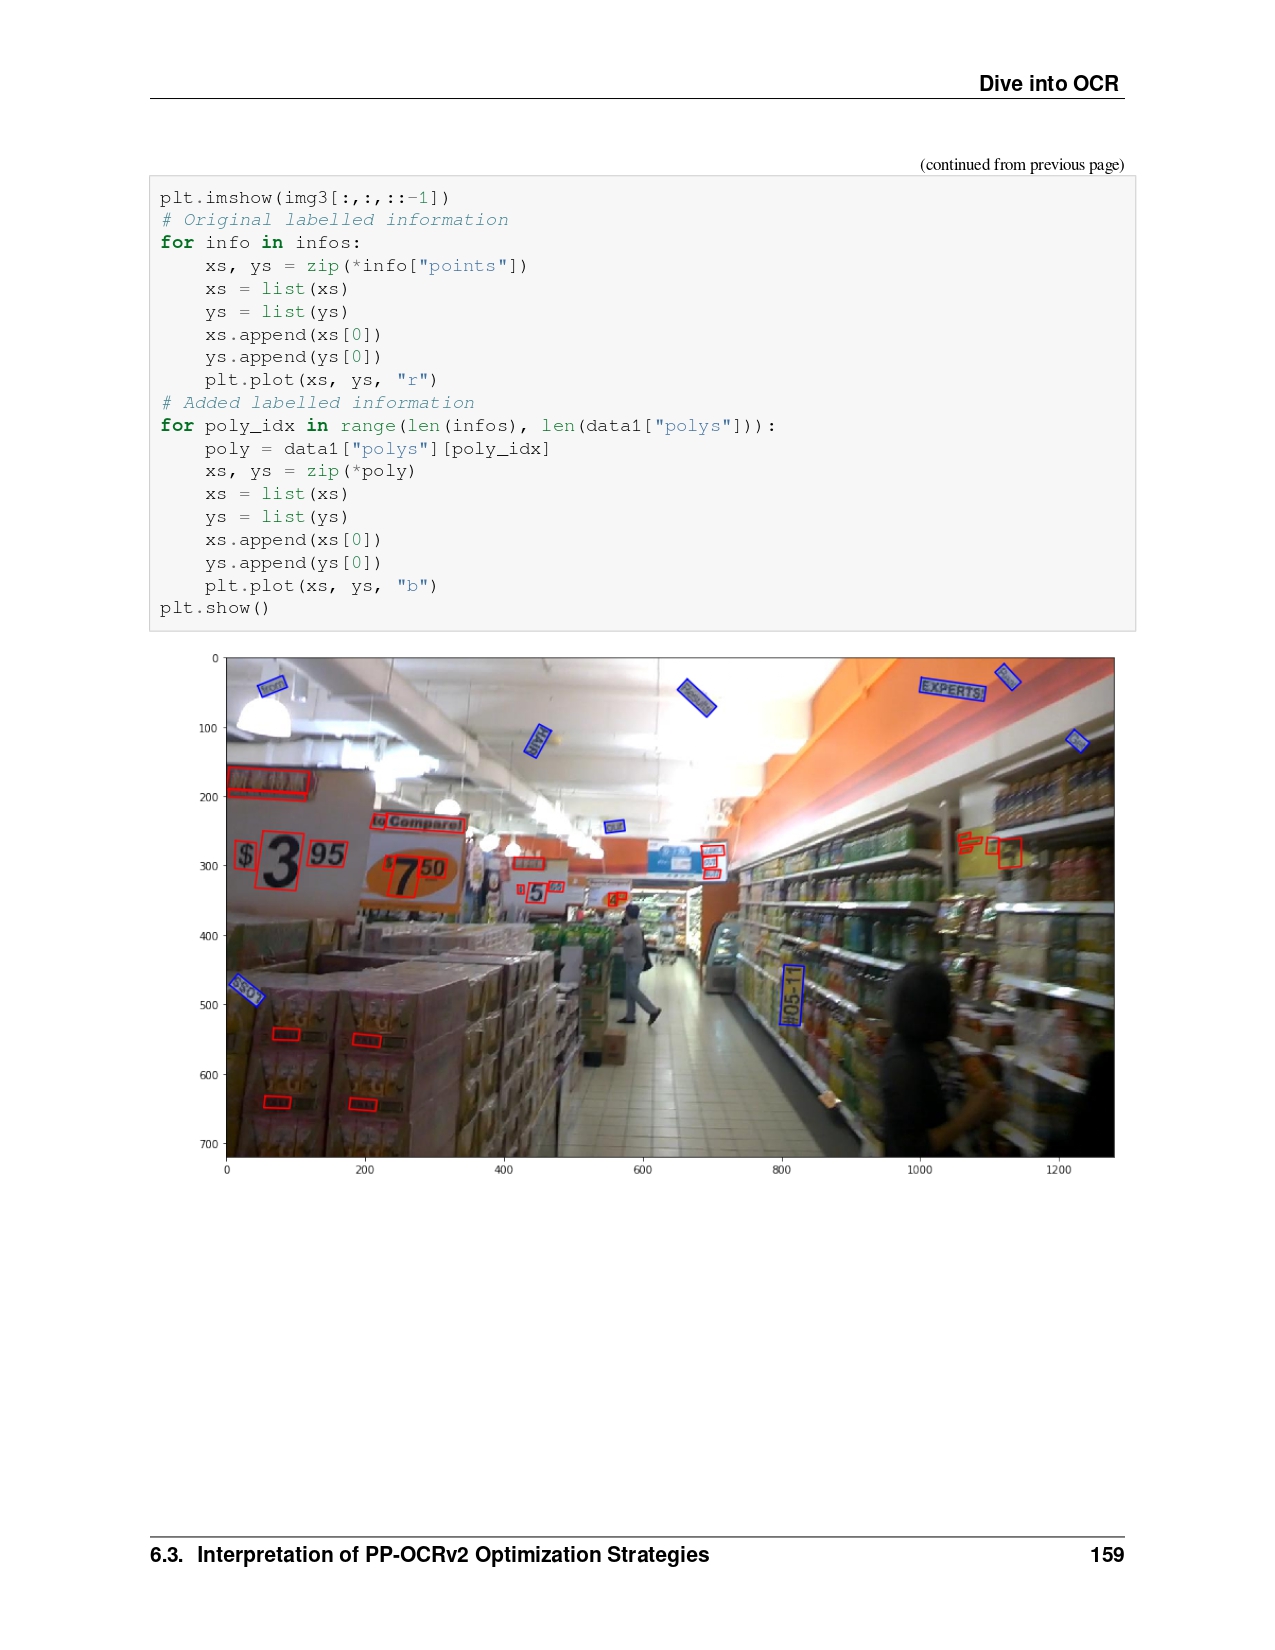 Dive into OCR
(continued from previous page)
plt.imshow(img3[:,:,::-1])
# Original labelled information
for info in infos:
    xs, ys = zip(*info["points"])
    xs = list(xs)
    ys = list(ys)
    xs.append(xs[0])
    ys.append(ys[0])
    plt.plot(xs, ys, "r")
# Added labelled information
for poly_idx in range(len(infos), len(data1["polys"])):
    poly = data1["polys"][poly_idx]
    xs, ys = zip(*poly)
    xs = list(xs)
    ys = list(ys)
    xs.append(xs[0])
    ys.append(ys[0])
    plt.plot(xs, ys, "b")
plt.show()
0
from
Results
EXPERTS!
100
HAIR
200
to Compare!
$ 3 95
300
$ 7 50
5
4
400
LOSS
#05-11
500
600
700
0 200 400 600 800 1000 1200
6.3. Interpretation of PP-OCRv2 Optimization Strategies 159